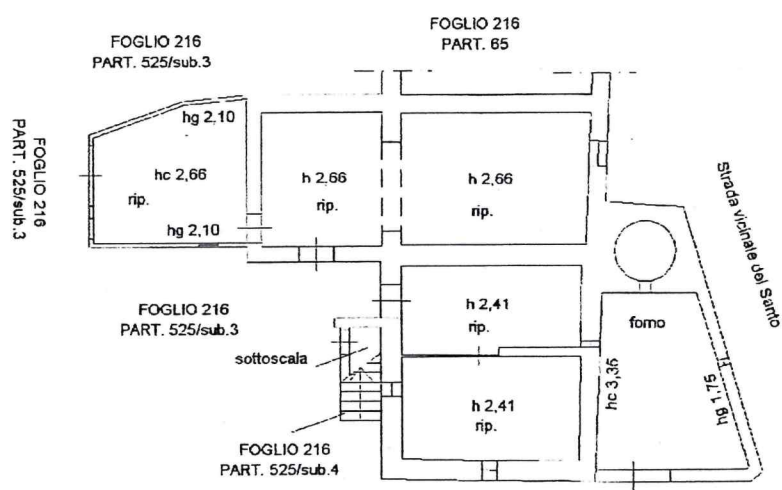 FOGLIO 216
PART. 65
FOGLIO 216
PART. 525/sub.3
FOGLIO 216
PART. 525/sub.3
hg 2,10
hc 2,66
rip.
hg 2,10
h 2,66
rip.
h 2,66
rip.
Strada vicinale del Santo
FOGLIO 216
PART. 525/sub.3
h 2,41
rip.
forno
sottoscala
hc 3,35
hg 1,75
h 2,41
rip.
FOGLIO 216
PART. 525/sub.4